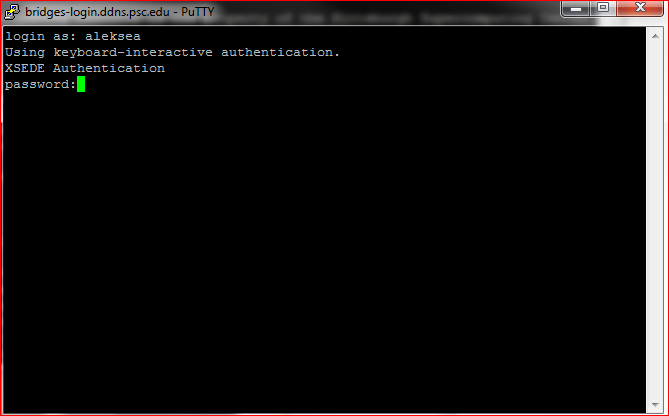 bridges-login.ddns.psc.edu - PuTTY
login as: aleksea
Using keyboard-interactive authentication.
XSEDE Authentication
password: